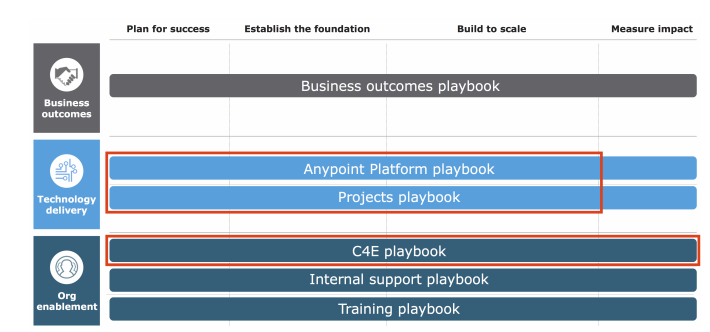 Plan for success Establish the foundation Build to scale Measure impact
Business outcomes playbook
Business
outcomes
Anypoint Platform playbook
Projects playbook
Technology
delivery
C4E playbook
Internal support playbook
Training playbook
Org
enablement